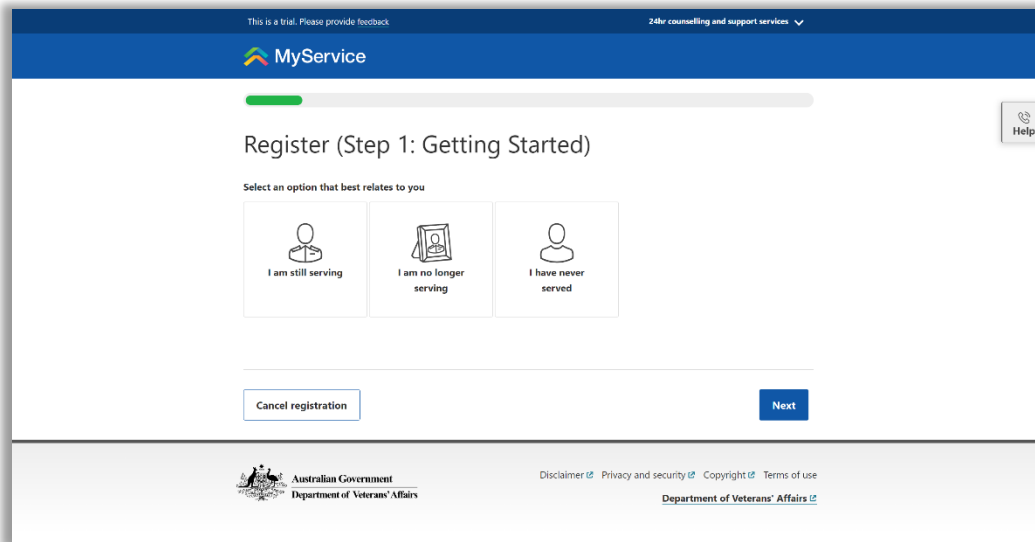 This is a trial. Please provide feedback
24hr counselling and support services
MyService
Help
Register (Step 1: Getting Started)
Select an option that best relates to you
I am still serving
I am no longer
serving
I have never
served
Cancel registration
Next
Australian Government
Department of Veterans' Affairs
Disclaimer Privacy and security Copyright Terms of use
Department of Veterans' Affairs